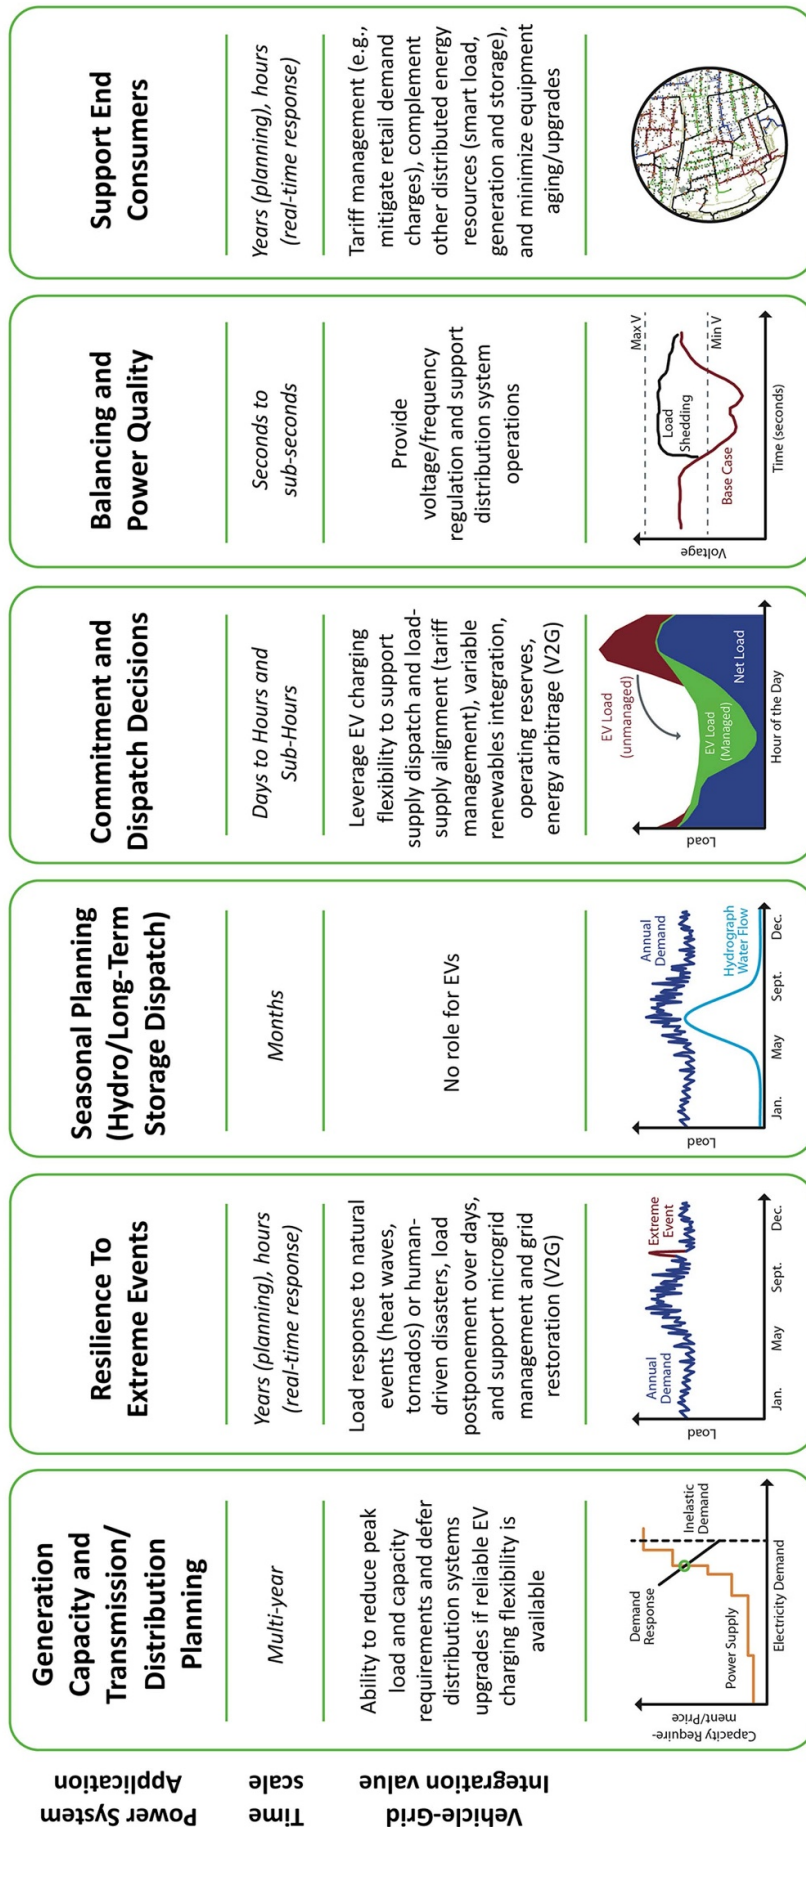 Power System
Application
Time
scale
Vehicle-Grid
Integration value
Generation
Capacity and
Transmission/
Distribution
Planning
Multi-year
Ability to reduce peak
load and capacity
requirements and defer
distribution systems
upgrades if reliable EV
charging flexibility is
available
Capacity Require-
ment/Price
Demand
Response
Inelastic
Demand
Power Supply
Electricity Demand
Resilience To
Extreme Events
Years (planning), hours
(real-time response)
Load response to natural
events (heat waves,
tornados) or human-
driven disasters, load
postponement over days,
and support microgrid
management and grid
restoration (V2G)
Load
Annual
Demand
Extreme
Event
Jan.
May
Sept.
Dec.
Seasonal Planning
(Hydro/Long-Term
Storage Dispatch)
Months
No role for EVs
Load
Annual
Demand
Hydrograph
Water Flow
Jan.
May
Sept.
Dec.
Commitment and
Dispatch Decisions
Days to Hours and
Sub-Hours
Leverage EV charging
flexibility to support
supply dispatch and load-
supply alignment (tariff
management), variable
renewables integration,
operating reserves,
energy arbitrage (V2G)
Load
EV Load
(unmanaged)
EV Load
(Managed)
Net Load
Hour of the Day
Balancing and
Power Quality
Seconds to
sub-seconds
Provide
voltage/frequency
regulation and support
distribution system
operations
Voltage
Max V
Load
Shedding
Min V
Base Case
Time (seconds)
Support End
Consumers
Years (planning), hours
(real-time response)
Tariff management (e.g.,
mitigate retail demand
charges), complement
other distributed energy
resources (smart load,
generation and storage),
and minimize equipment
aging/upgrades